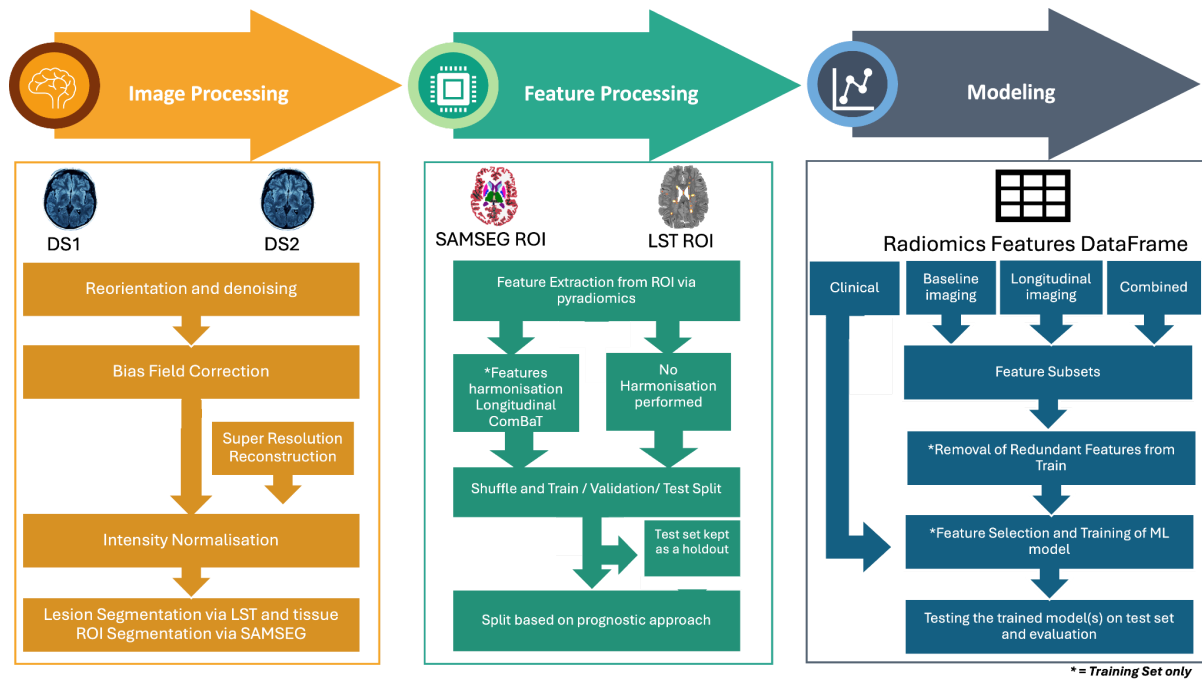 Image Processing
Feature Processing
Modeling
DS1
DS2
Reorientation and denoising
Bias Field Correction
Super Resolution
Reconstruction
Intensity Normalisation
Lesion Segmentation via LST and tissue
ROI Segmentation via SAMSEG
SAMSEG ROI
LST ROI
Feature Extraction from ROI via
pyradiomics
*Features
harmonisation
Longitudinal
ComBaT
No
Harmonisation
performed
Shuffle and Train / Validation/ Test Split
Test set kept
as a holdout
Split based on prognostic approach
Radiomics Features DataFrame
Clinical
Baseline
imaging
Longitudinal
imaging
Combined
Feature Subsets
*Removal of Redundant Features from
Train
*Feature Selection and Training of ML
model
Testing the trained model(s) on test set
and evaluation
* = Training Set only